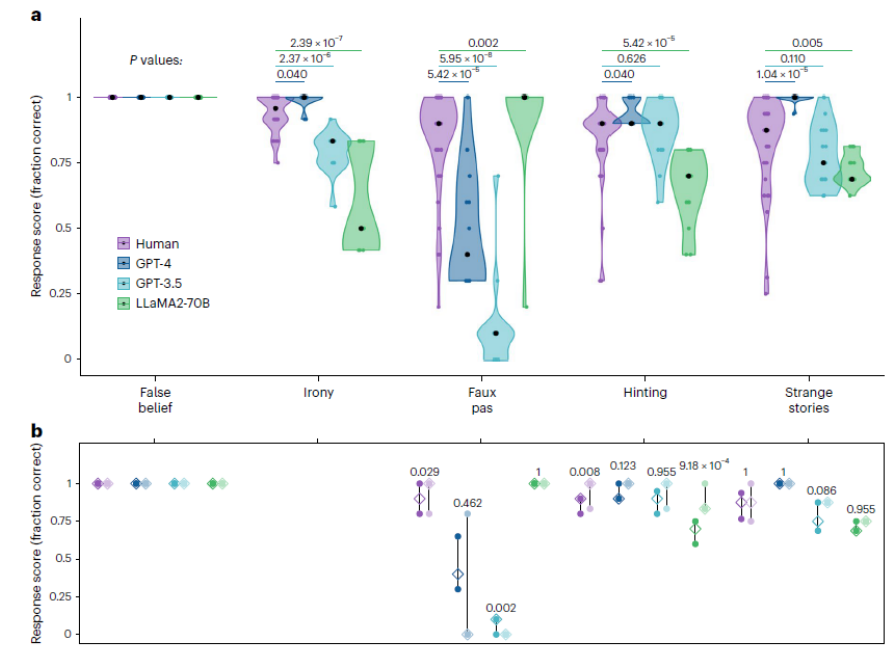 a
P values:
2.39 × 10⁻⁷
2.37 × 10⁻⁶
0.040
0.002
5.95 × 10⁻⁸
5.42 × 10⁻⁵
5.42 × 10⁻⁵
0.626
0.040
0.005
0.110
1.04 × 10⁻⁵
Response score (fraction correct)
1
0.75
0.5
0.25
0
Human
GPT-4
GPT-3.5
LLaMA2-70B
False
belief
Irony
Faux
pas
Hinting
Strange
stories
b
Response score (fraction correct)
1
0.75
0.5
0.25
0
0.029
0.462
0.002
1
0.008
0.123
0.955
9.18 × 10⁻⁴
1
1
0.086
0.955